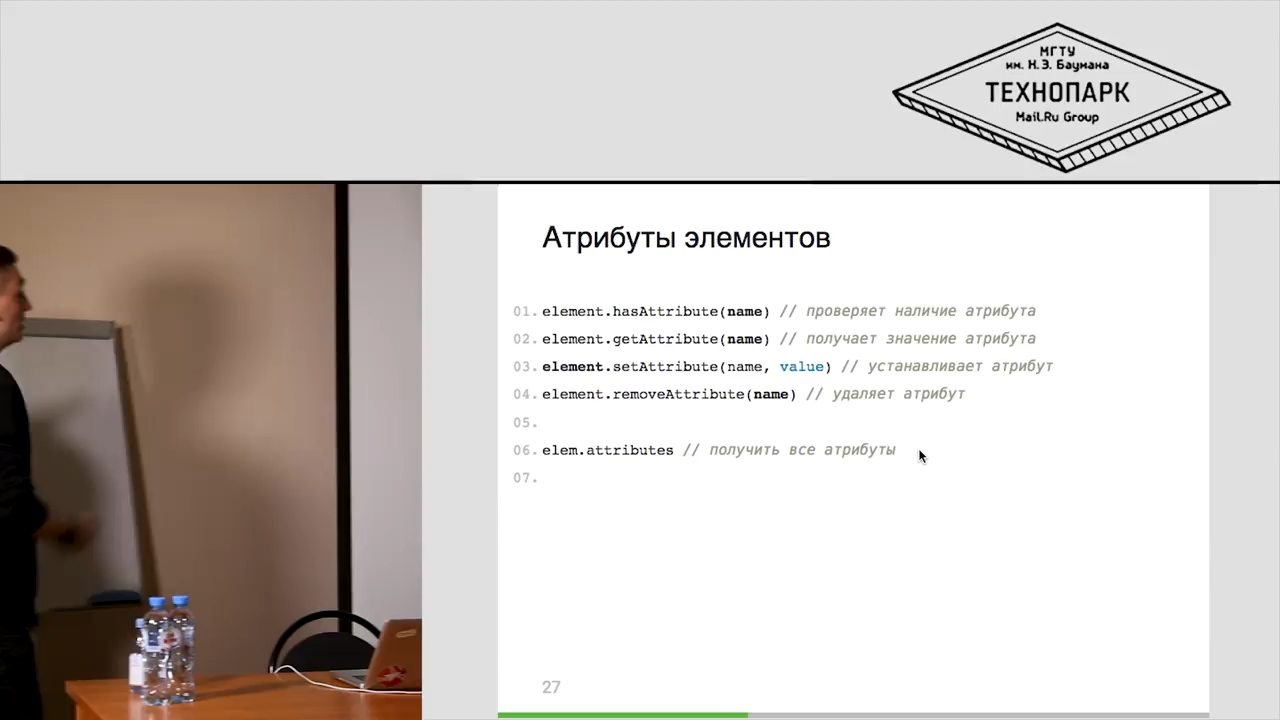 МГТУ
им. Н.Э. Баумана
ТЕХНОПАРК
Mail.Ru Group
Атрибуты элементов
01. element.hasAttribute(name) // проверяет наличие атрибута
02. element.getAttribute(name) // получает значение атрибута
03. element.setAttribute(name, value) // устанавливает атрибут
04. element.removeAttribute(name) // удаляет атрибут
05.
06. elem.attributes // получить все атрибуты
07.
27